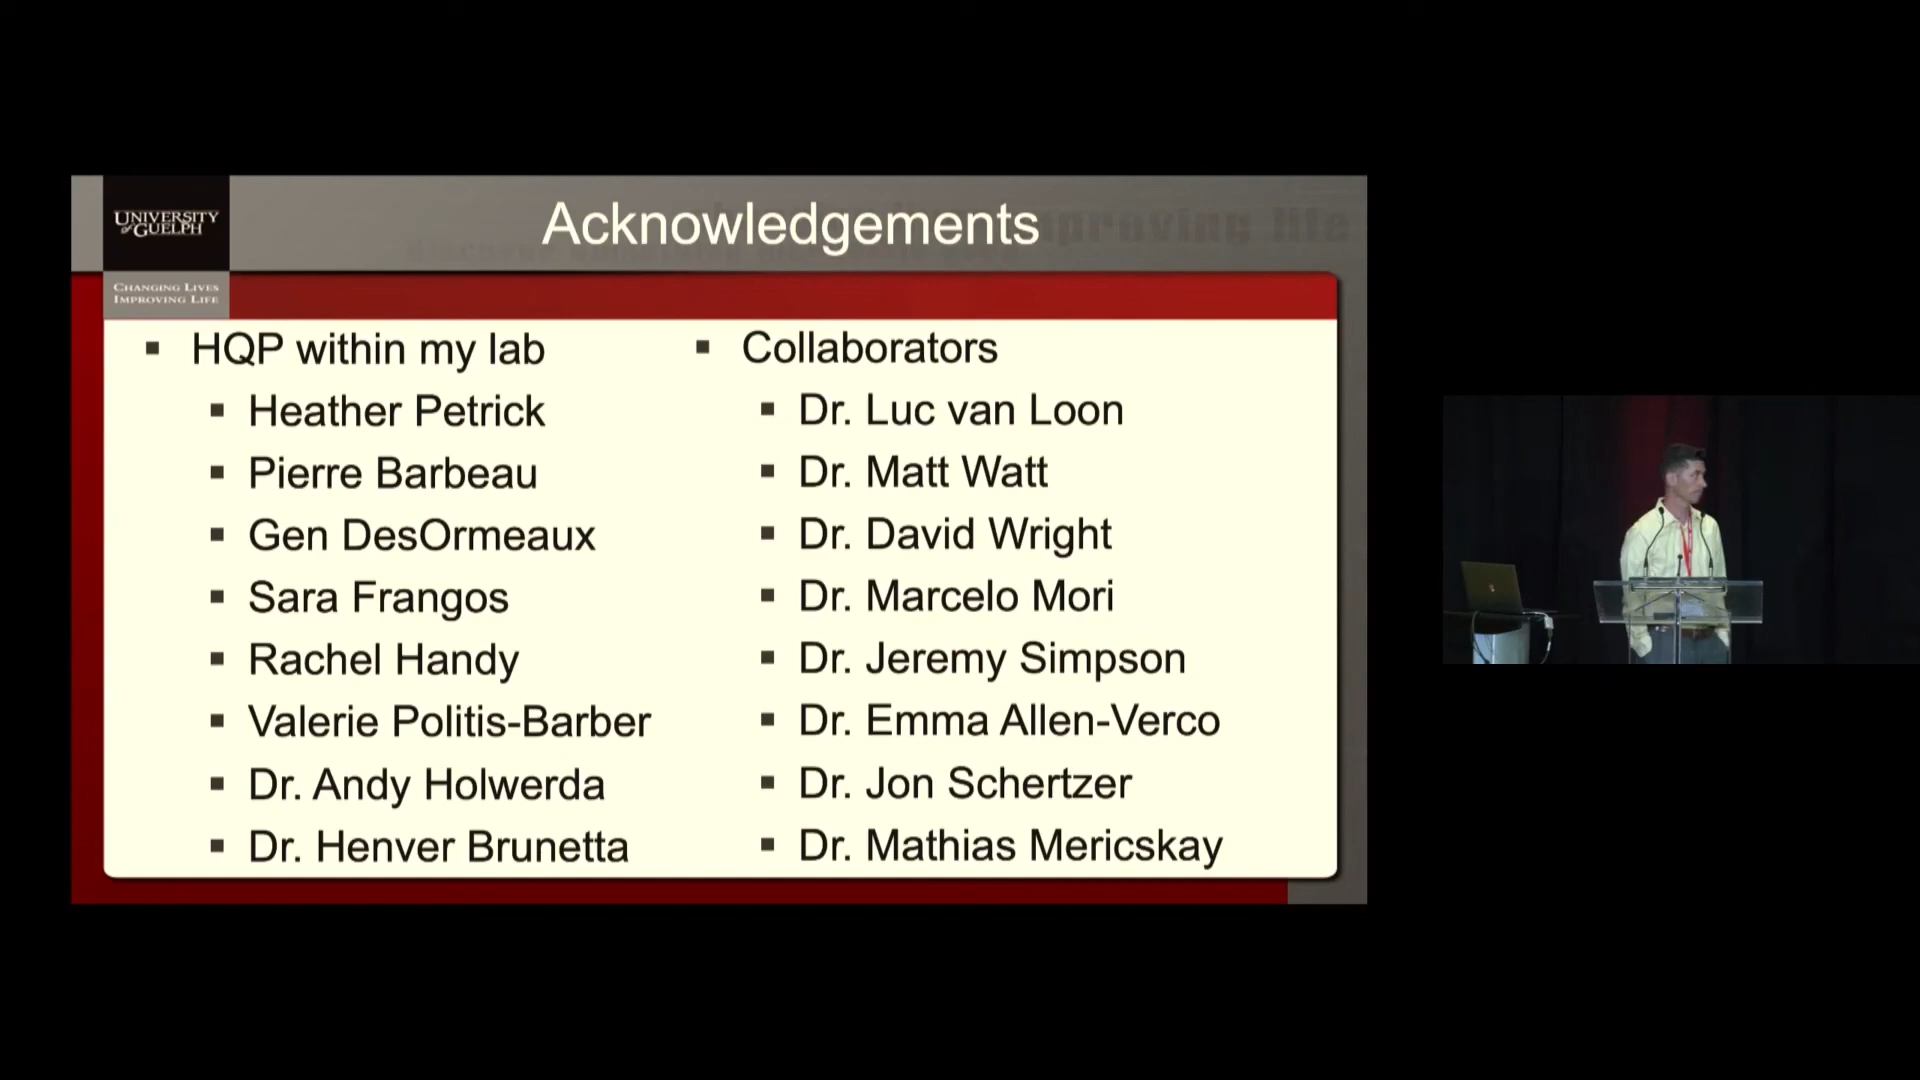 UNIVERSITY
of GUELPH
CHANGING LIVES
IMPROVING LIFE
Acknowledgements
improving life
▪ HQP within my lab
▪ Heather Petrick
▪ Pierre Barbeau
▪ Gen DesOrmeaux
▪ Sara Frangos
▪ Rachel Handy
▪ Valerie Politis-Barber
▪ Dr. Andy Holwerda
▪ Dr. Henver Brunetta
▪ Collaborators
▪ Dr. Luc van Loon
▪ Dr. Matt Watt
▪ Dr. David Wright
▪ Dr. Marcelo Mori
▪ Dr. Jeremy Simpson
▪ Dr. Emma Allen-Verco
▪ Dr. Jon Schertzer
▪ Dr. Mathias Mericskay